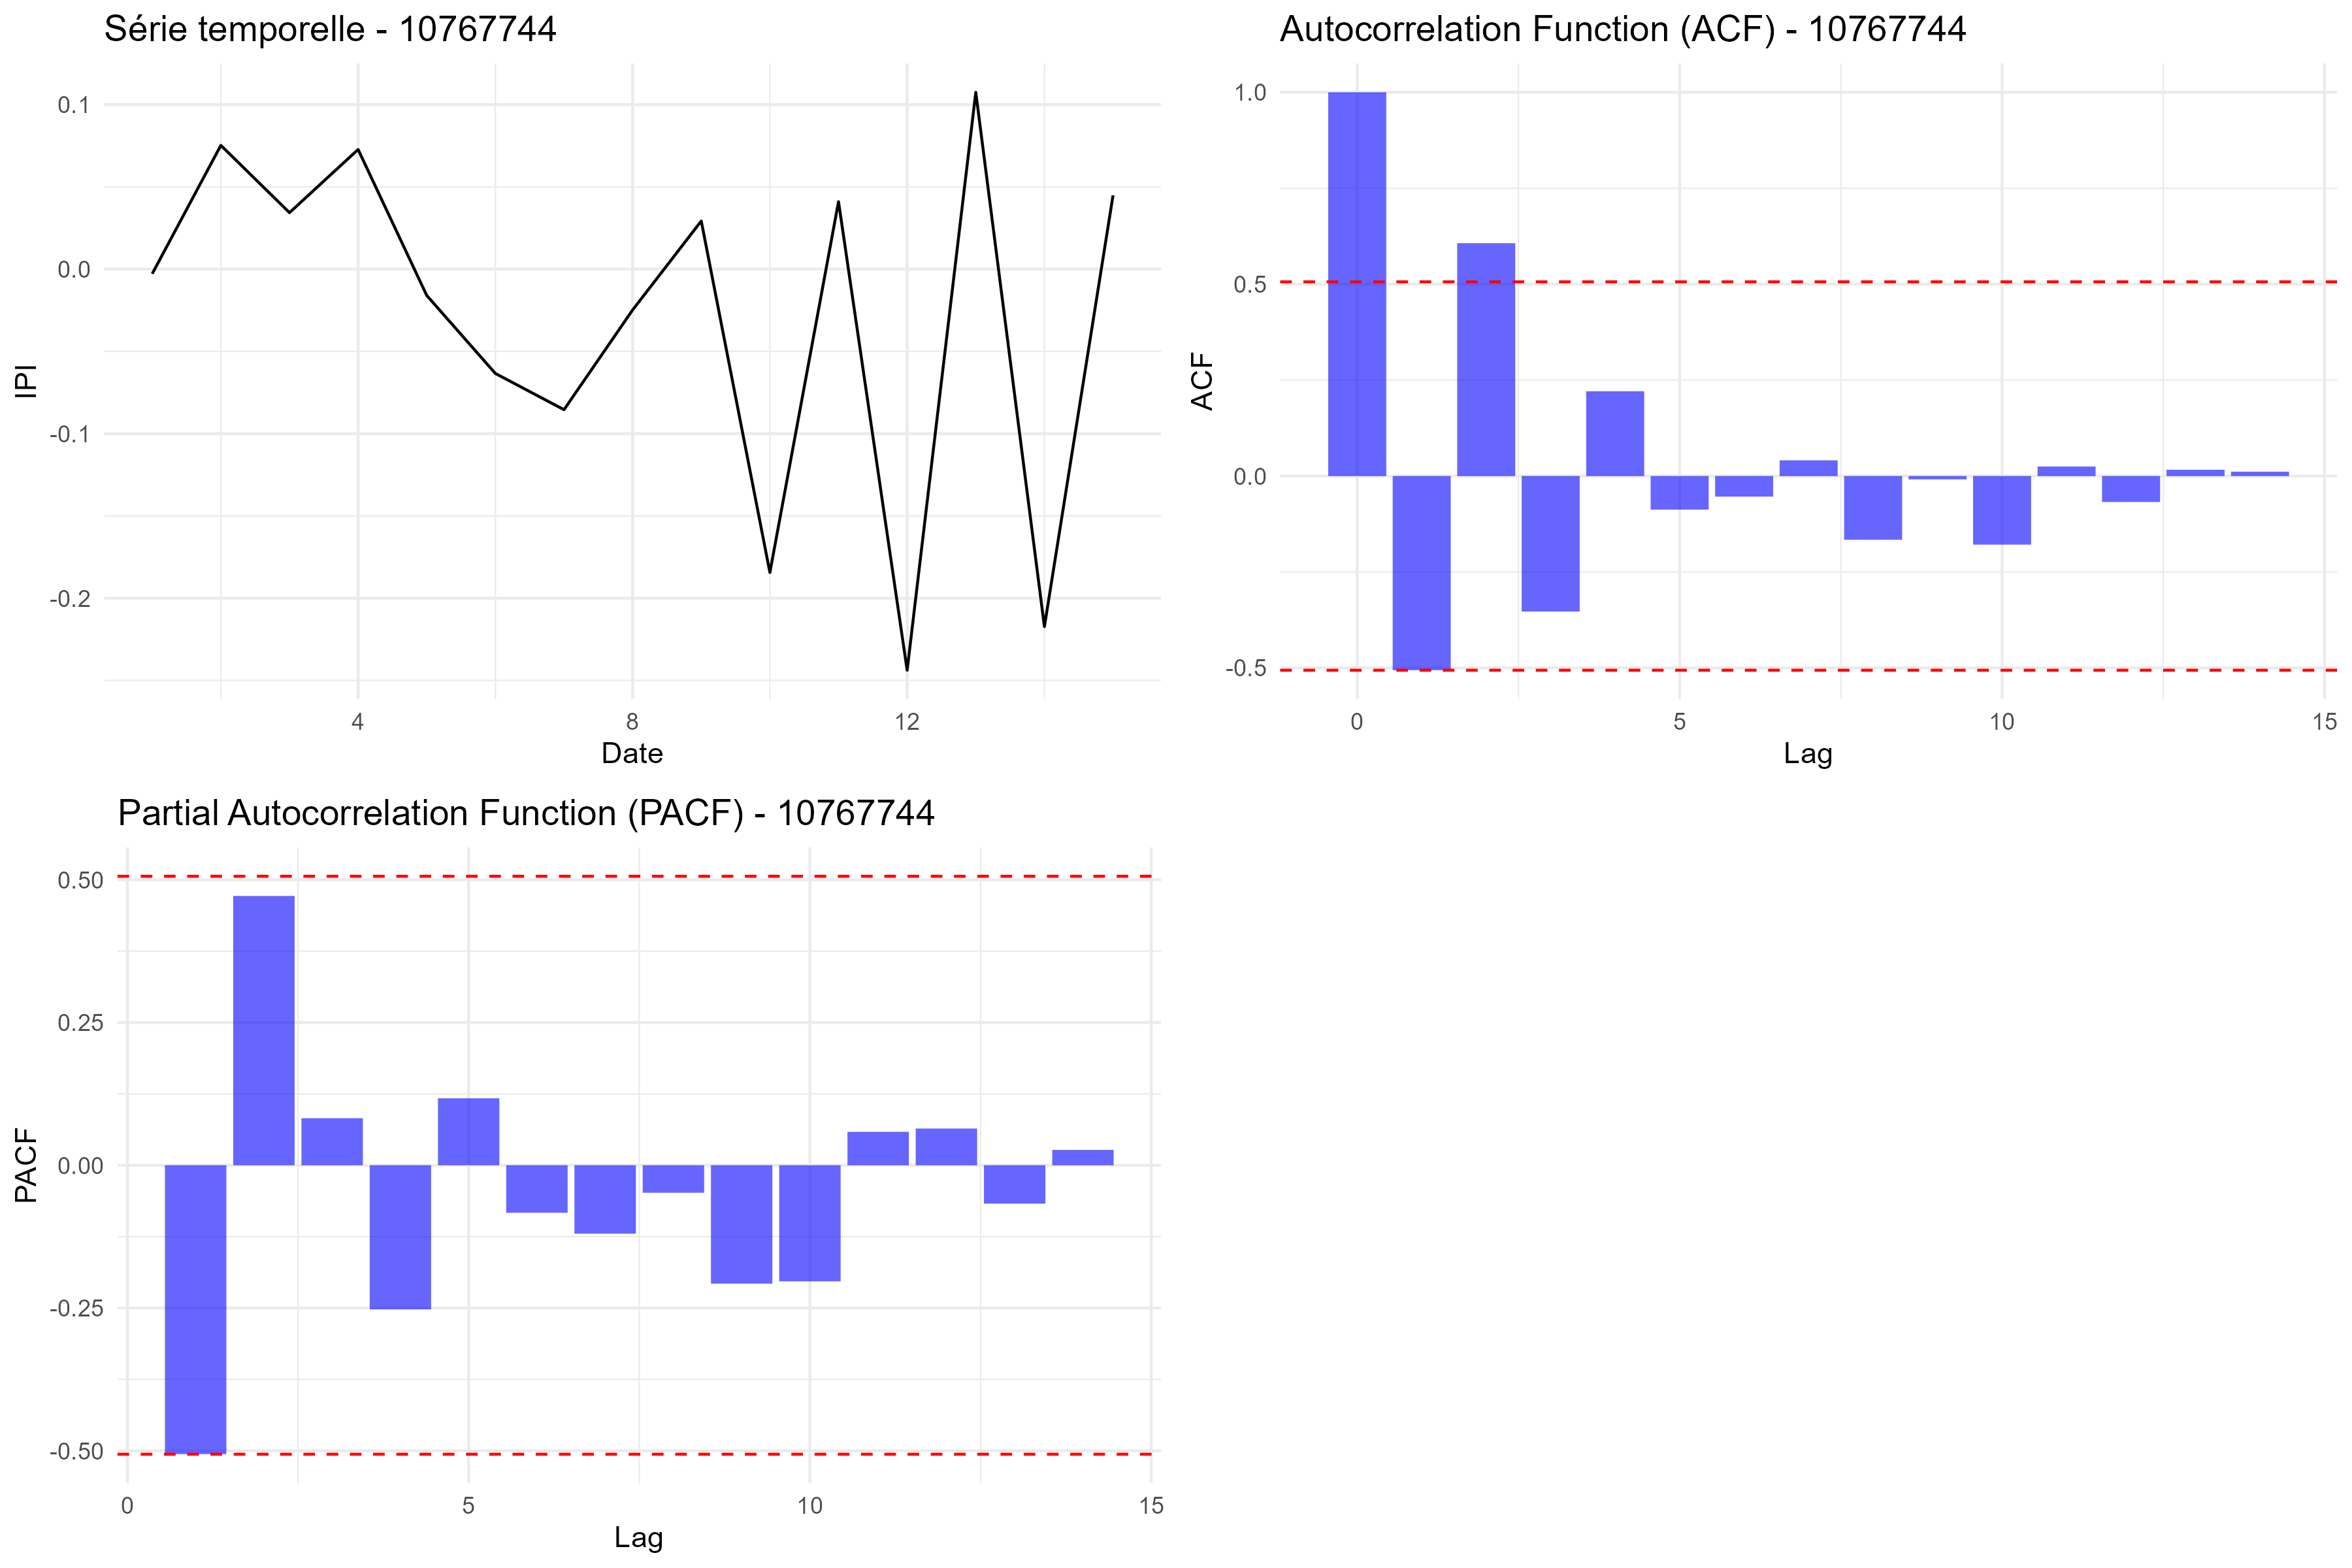 Série temporelle - 10767744
0.1
0.0
-0.1
-0.2
IPI
4
8
12
Date
Autocorrelation Function (ACF) - 10767744
1.0
0.5
0.0
-0.5
ACF
0
5
10
15
Lag
Partial Autocorrelation Function (PACF) - 10767744
0.50
0.25
0.00
-0.25
-0.50
PACF
0
5
10
15
Lag